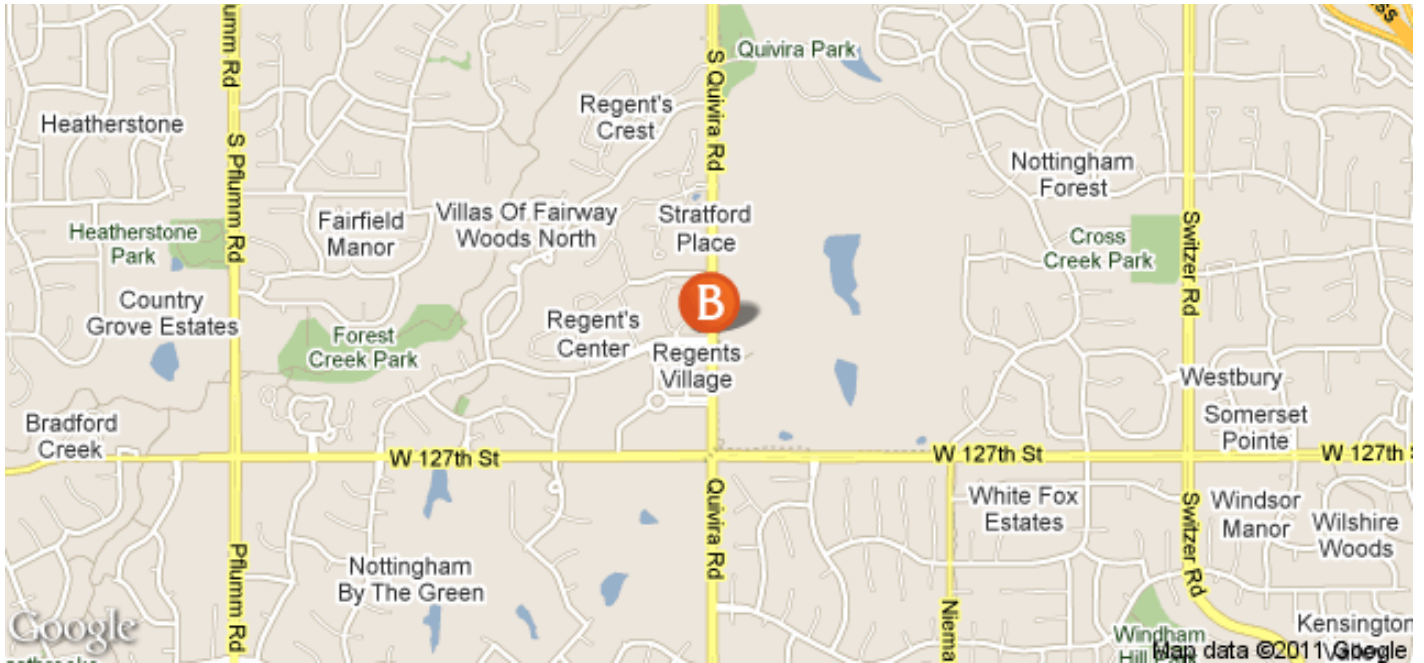 umm Rd
S Quivira Rd
Quivira Park
Regent's
Crest
Heatherstone
S Pflumm Rd
Nottingham
Forest
Villas Of Fairway
Woods North
Stratford
Place
Fairfield
Manor
Heatherstone
Park
Cross
Creek Park
Switzer Rd
Country
Grove Estates
B
Regent's
Center
Forest
Creek Park
Regents
Village
Westbury
Somerset
Pointe
Bradford
Creek
W 127th St
W 127th St
W 127th
Quivira Rd
White Fox
Estates
Switzer Rd
Windsor
Manor
Wilshire
Woods
Pflumm Rd
Nottingham
By The Green
Niema
Google
Kensington
Windham
Map data ©2011 Google